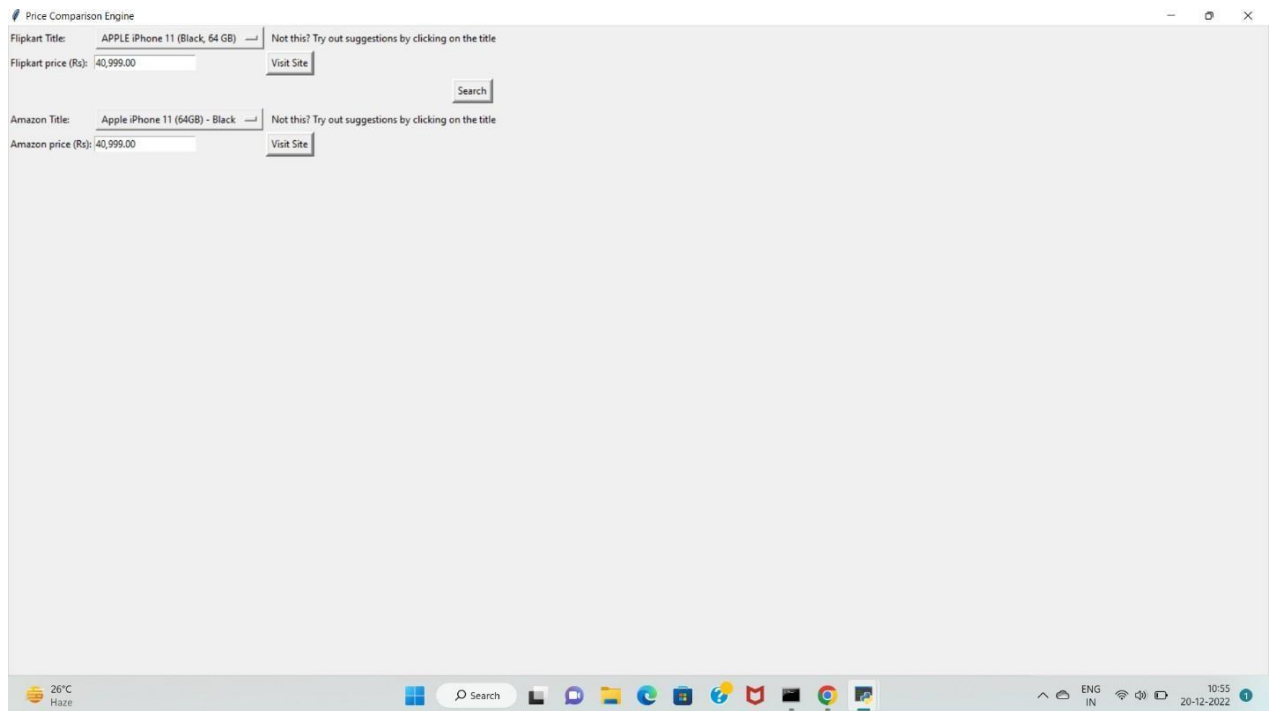 Price Comparison Engine
Flipkart Title: APPLE iPhone 11 (Black, 64 GB) Not this? Try out suggestions by clicking on the title
Flipkart price (Rs): 40,999.00 Visit Site
Search
Amazon Title: Apple iPhone 11 (64GB) - Black Not this? Try out suggestions by clicking on the title
Amazon price (Rs): 40,999.00 Visit Site
26°C
Haze
Search
ENG
IN
10:55
20-12-2022
1